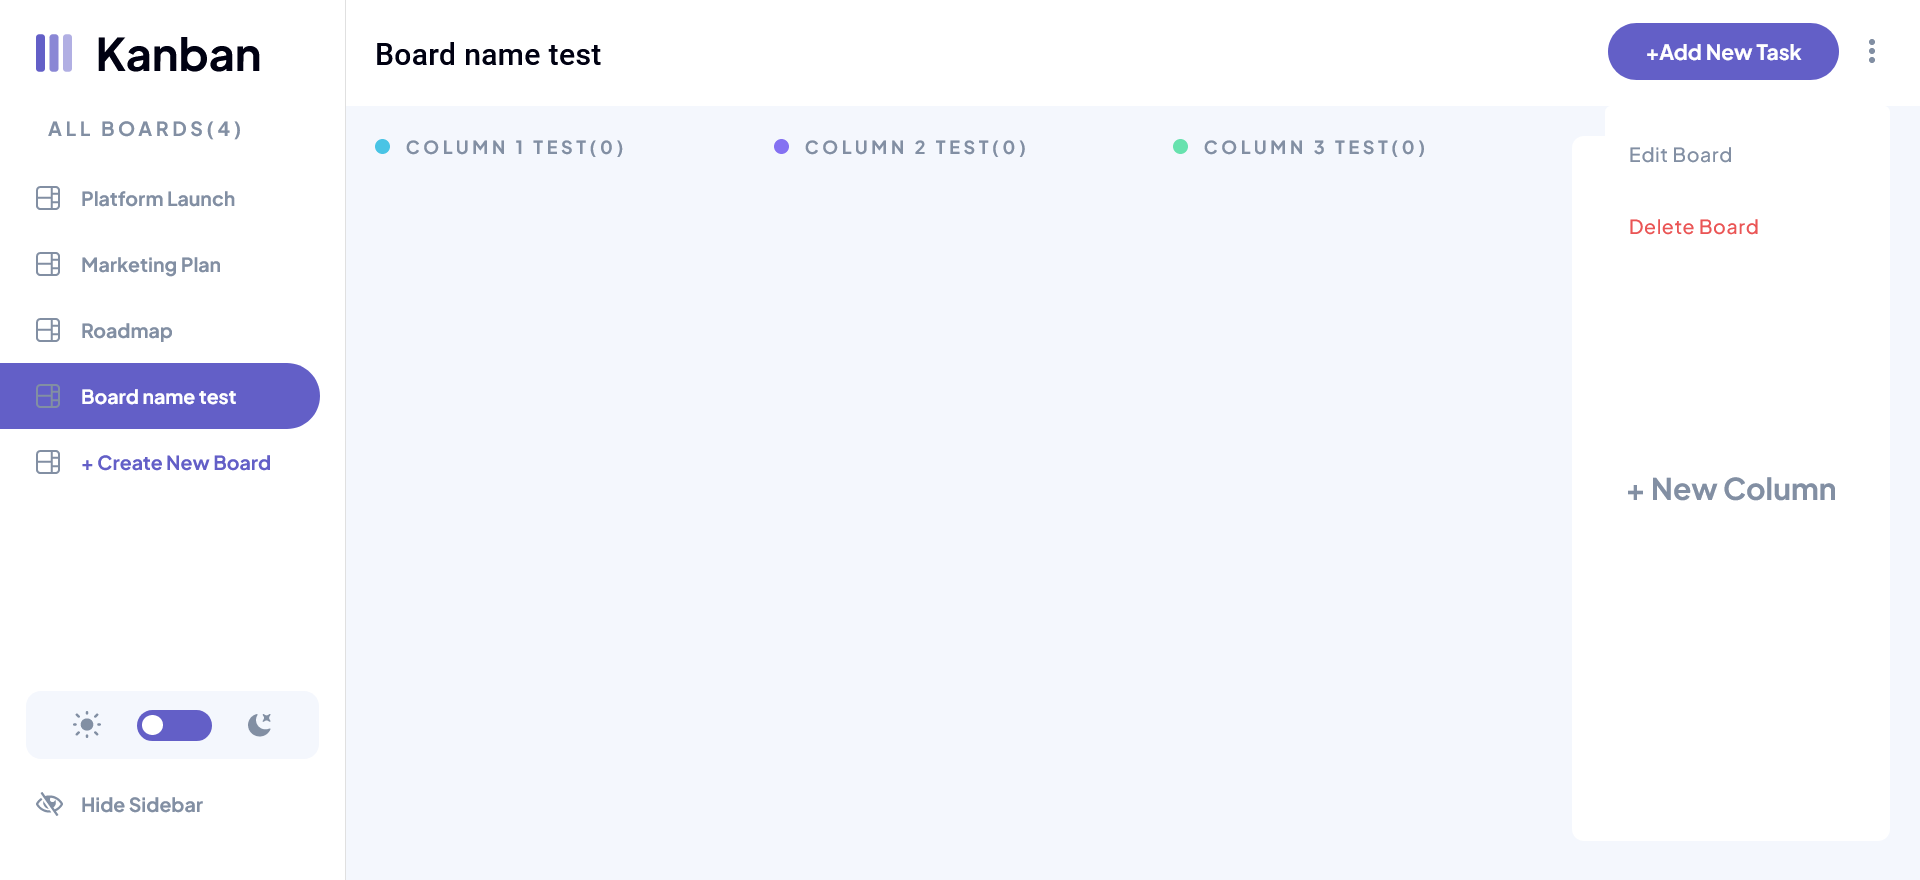 Kanban
ALL BOARDS(4)
Platform Launch
Marketing Plan
Roadmap
Board name test
+ Create New Board
Hide Sidebar
Board name test
+Add New Task
COLUMN 1 TEST(0)
COLUMN 2 TEST(0)
COLUMN 3 TEST(0)
Edit Board
Delete Board
+ New Column